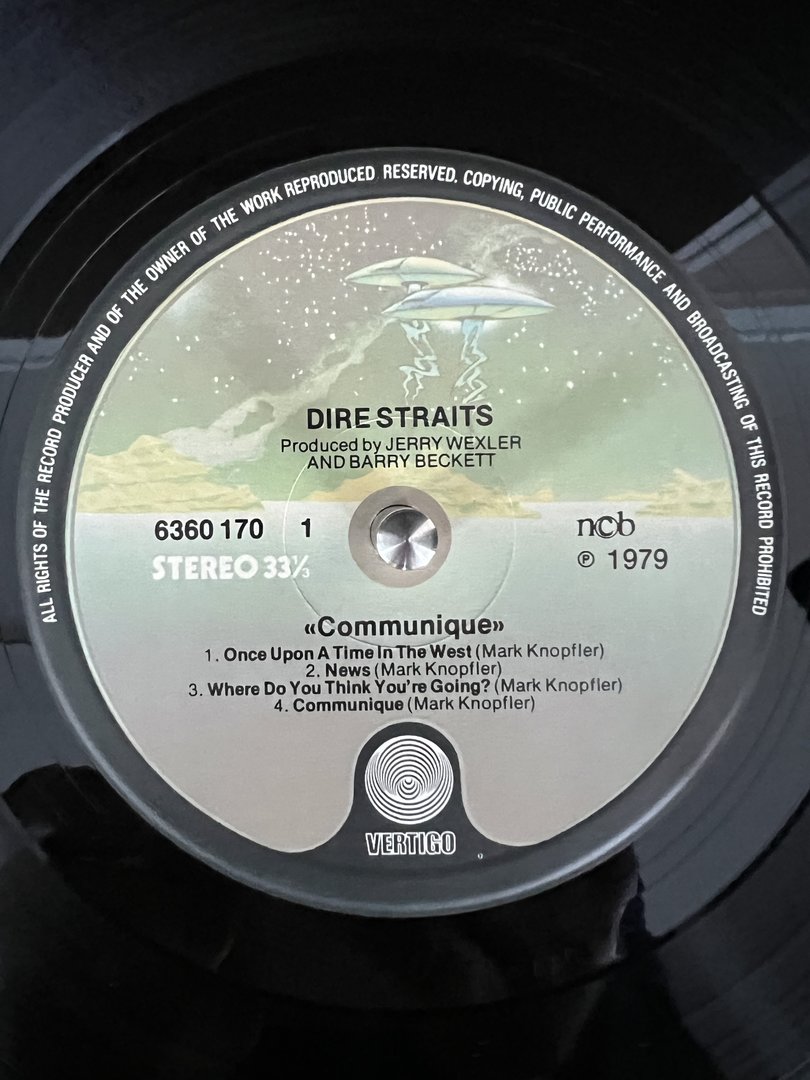 ALL RIGHTS OF THE RECORD PRODUCER AND OF THE OWNER OF THE WORK REPRODUCED RESERVED. COPYING, PUBLIC PERFORMANCE AND BROADCASTING OF THIS RECORD PROHIBITED
DIRE STRAITS
Produced by JERRY WEXLER
AND BARRY BECKETT
6360 170 1
STEREO 33⅓
ncb
℗ 1979
«Communique»
1. Once Upon A Time In The West (Mark Knopfler)
2. News (Mark Knopfler)
3. Where Do You Think You're Going? (Mark Knopfler)
4. Communique (Mark Knopfler)
VERTIGO